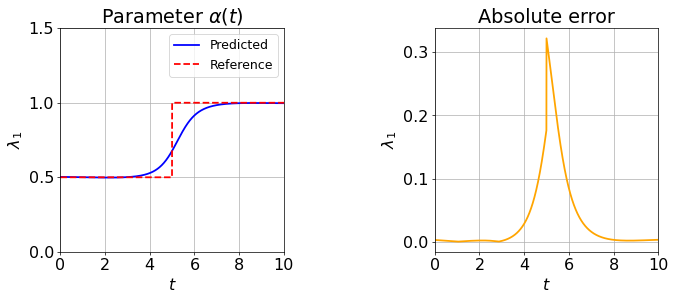 Parameter α(t)
1.5
1.0
0.5
0.0
λ₁
Predicted
Reference
0 2 4 6 8 10
t
Absolute error
0.3
0.2
0.1
0.0
λ₁
0 2 4 6 8 10
t